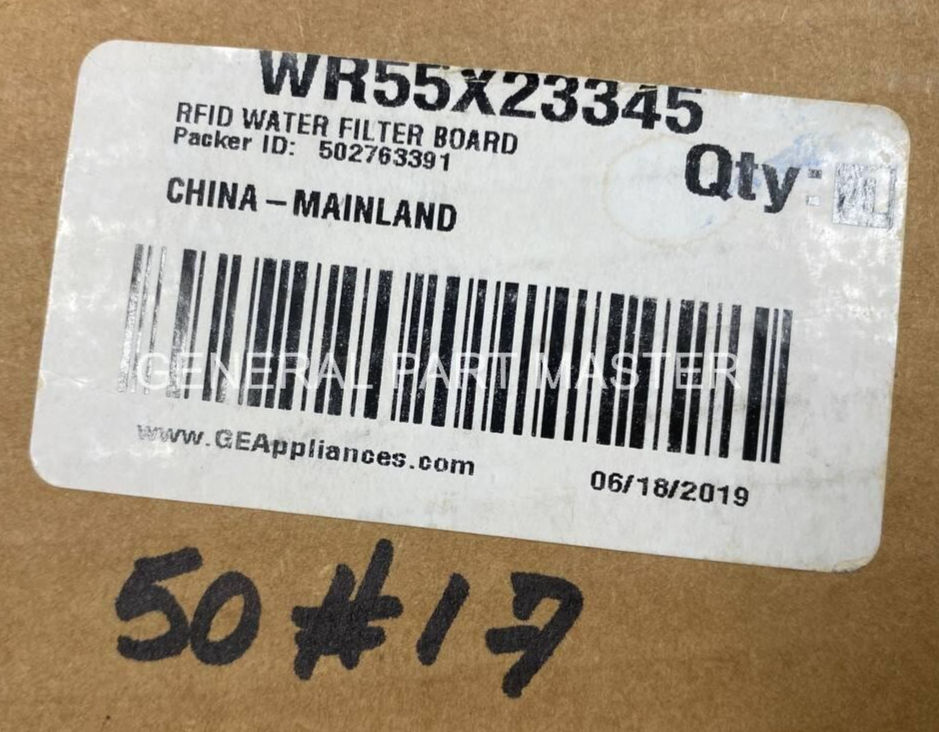 WR55X23345
RFID WATER FILTER BOARD
Packer ID: 502763391
Qty:
CHINA – MAINLAND
GENERAL PART MASTER
www.GEAppliances.com
06/18/2019
50 # 17